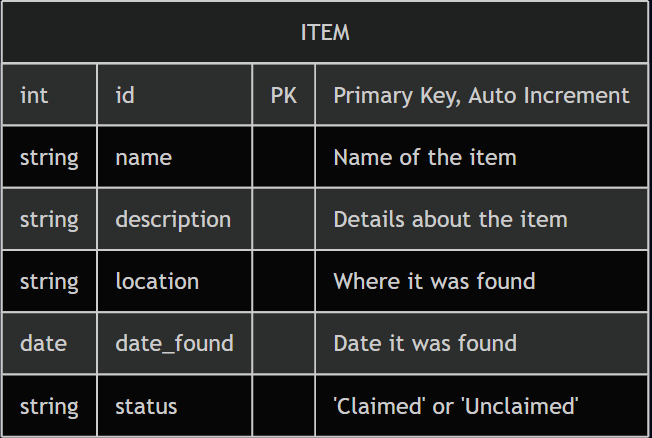 ITEM
int id PK Primary Key, Auto Increment
string name Name of the item
string description Details about the item
string location Where it was found
date date_found Date it was found
string status 'Claimed' or 'Unclaimed'